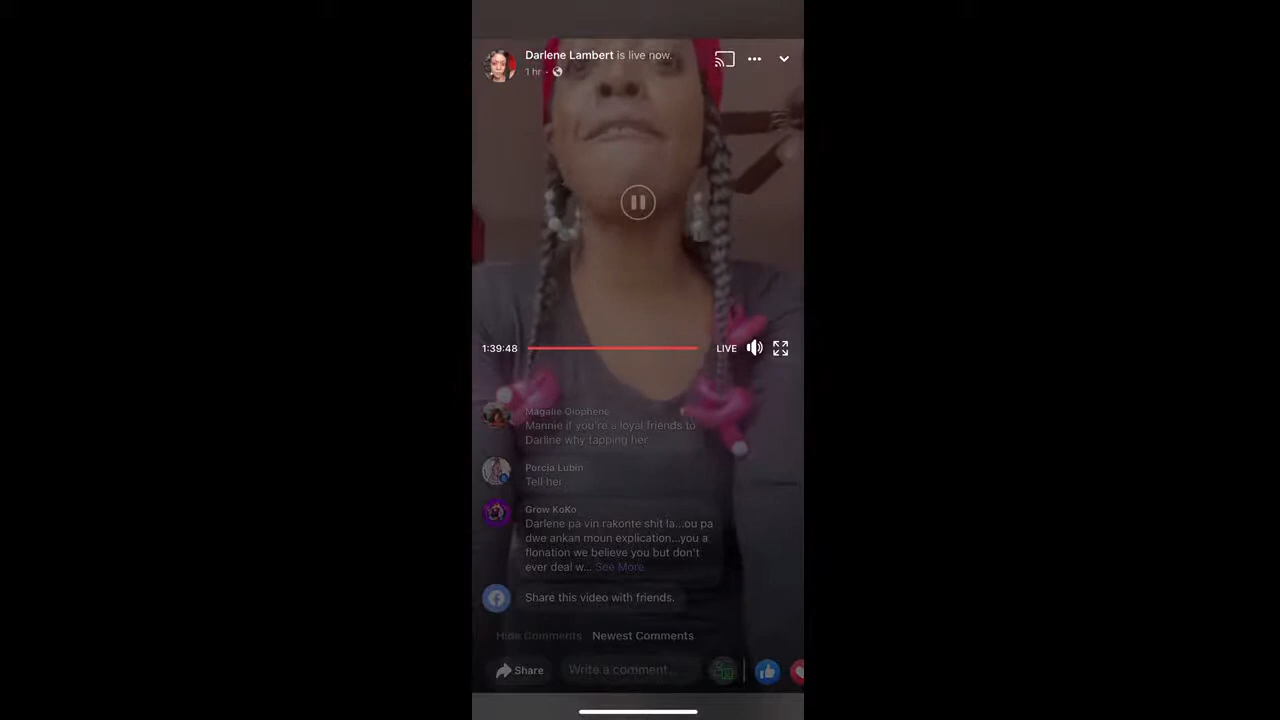 Darlene Lambert is live now.
1 hr
1:39:48
LIVE
Magalie Olophene
Mannie if you're a loyal friends to
Darline why tapping her
Porcia Lubin
Tell her
Grow KoKo
Darlene pa vin rakonte shit la...ou pa
dwe ankan moun explication...you a
flonation we believe you but don't
ever deal w... See More
Share this video with friends.
Hide Comments Newest Comments
Share Write a comment...